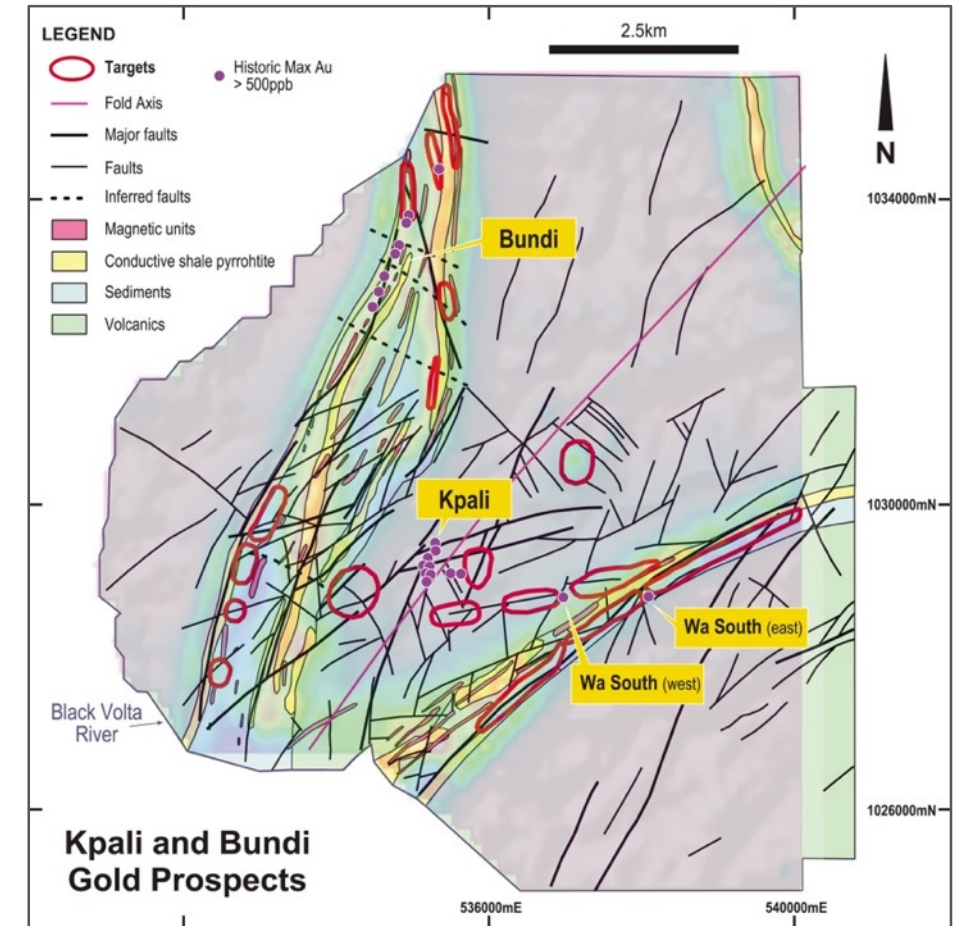 LEGEND
Targets
Historic Max Au
> 500ppb
Fold Axis
Major faults
Faults
Inferred faults
Magnetic units
Conductive shale pyrrhotite
Sediments
Volcanics
2.5km
N
1034000mN
Bundi
Kpali
1030000mN
Wa South (east)
Wa South (west)
Black Volta
River
1026000mN
Kpali and Bundi
Gold Prospects
536000mE
540000mE